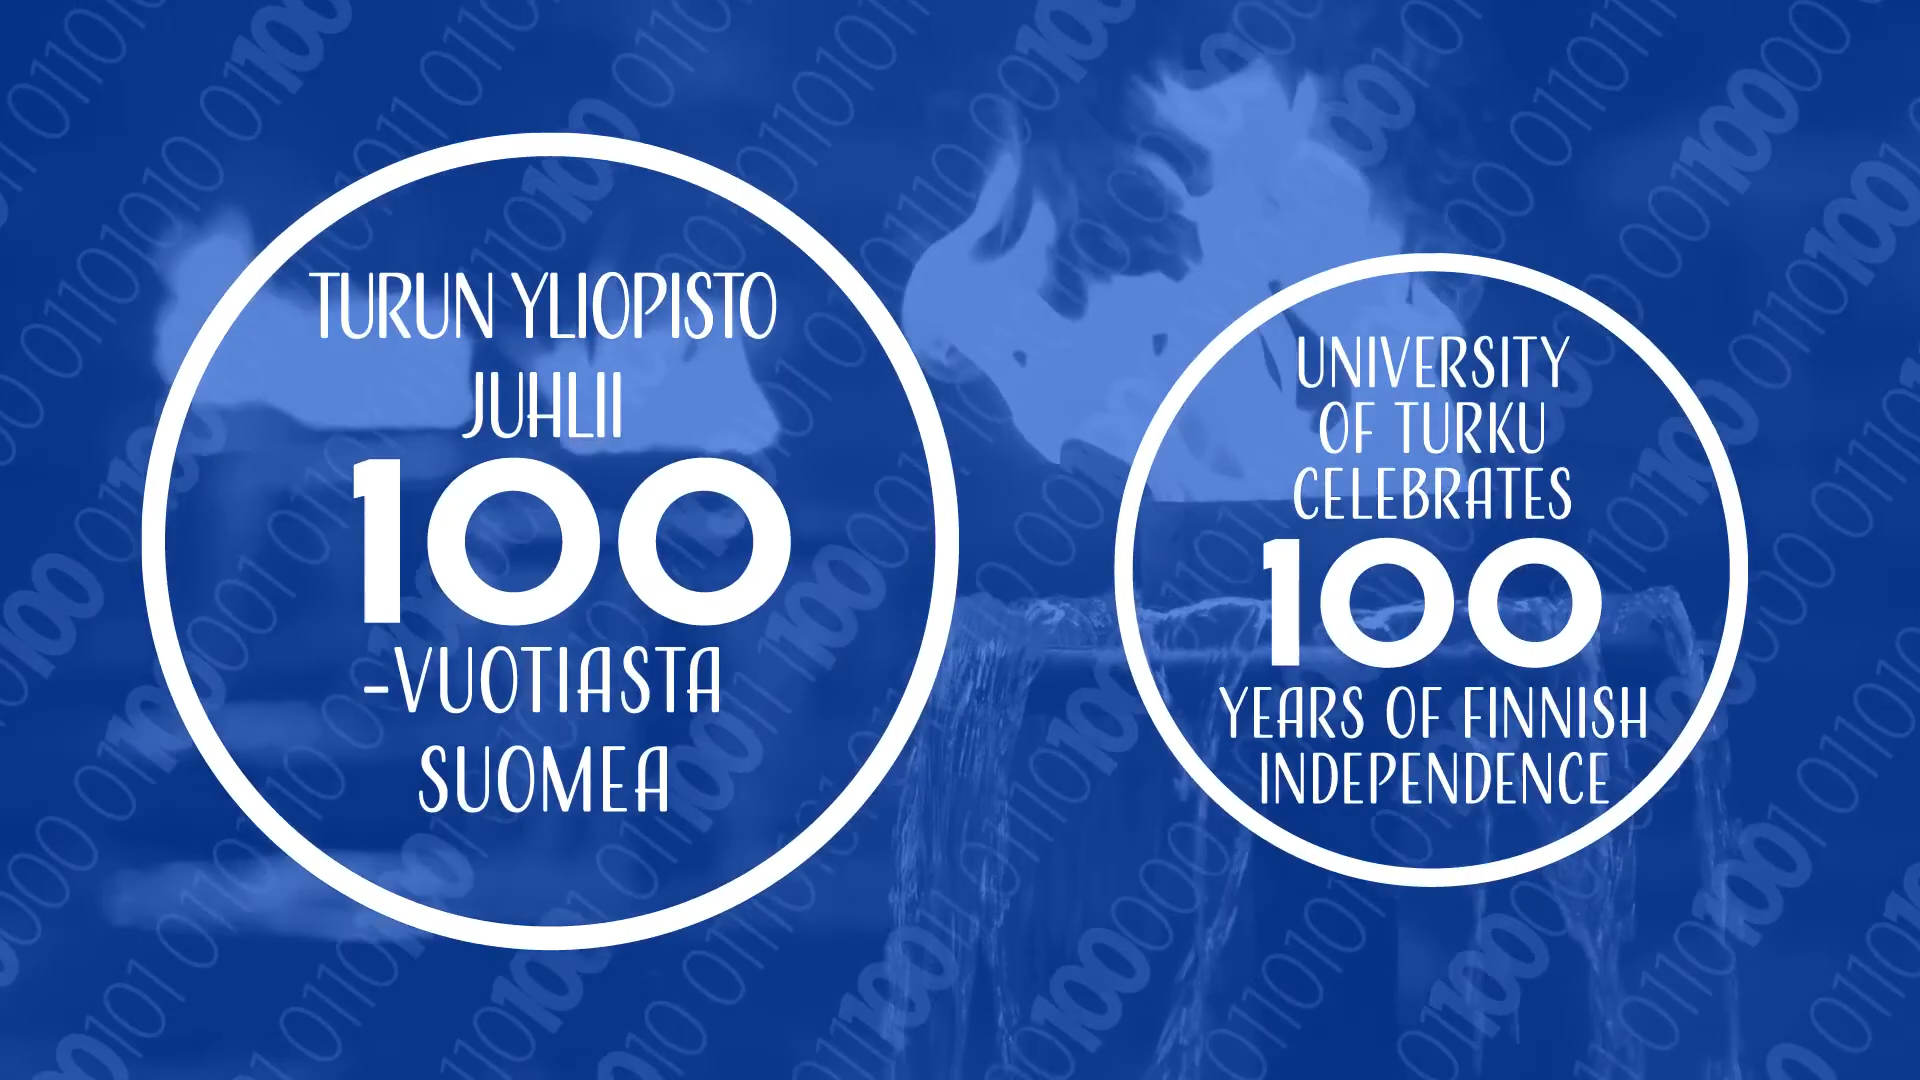 TURUN YLIOPISTO
JUHLII
100
-VUOTIASTA
SUOMEA
UNIVERSITY
OF TURKU
CELEBRATES
100
YEARS OF FINNISH
INDEPENDENCE